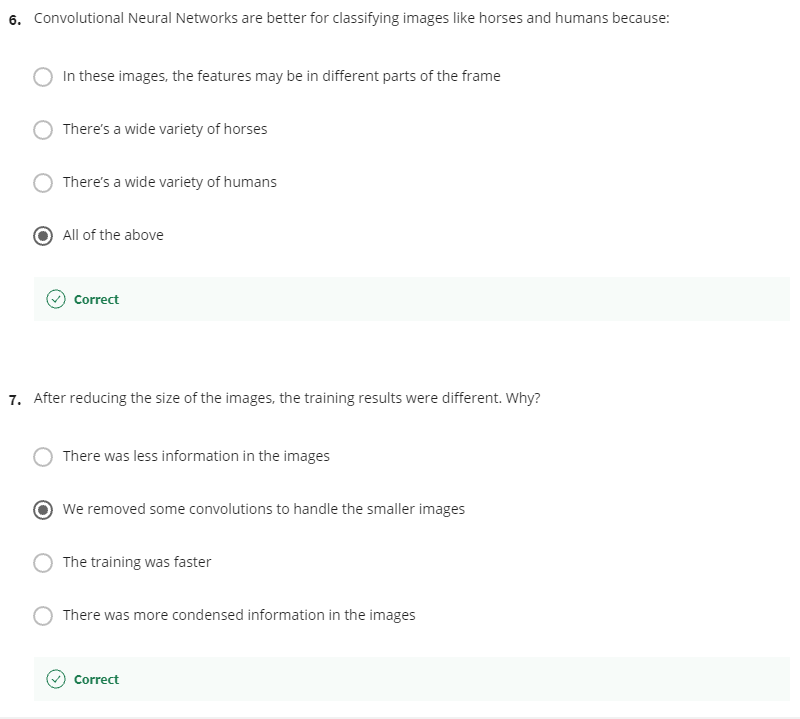 6. Convolutional Neural Networks are better for classifying images like horses and humans because:
In these images, the features may be in different parts of the frame
There's a wide variety of horses
There's a wide variety of humans
All of the above
Correct
7. After reducing the size of the images, the training results were different. Why?
There was less information in the images
We removed some convolutions to handle the smaller images
The training was faster
There was more condensed information in the images
Correct